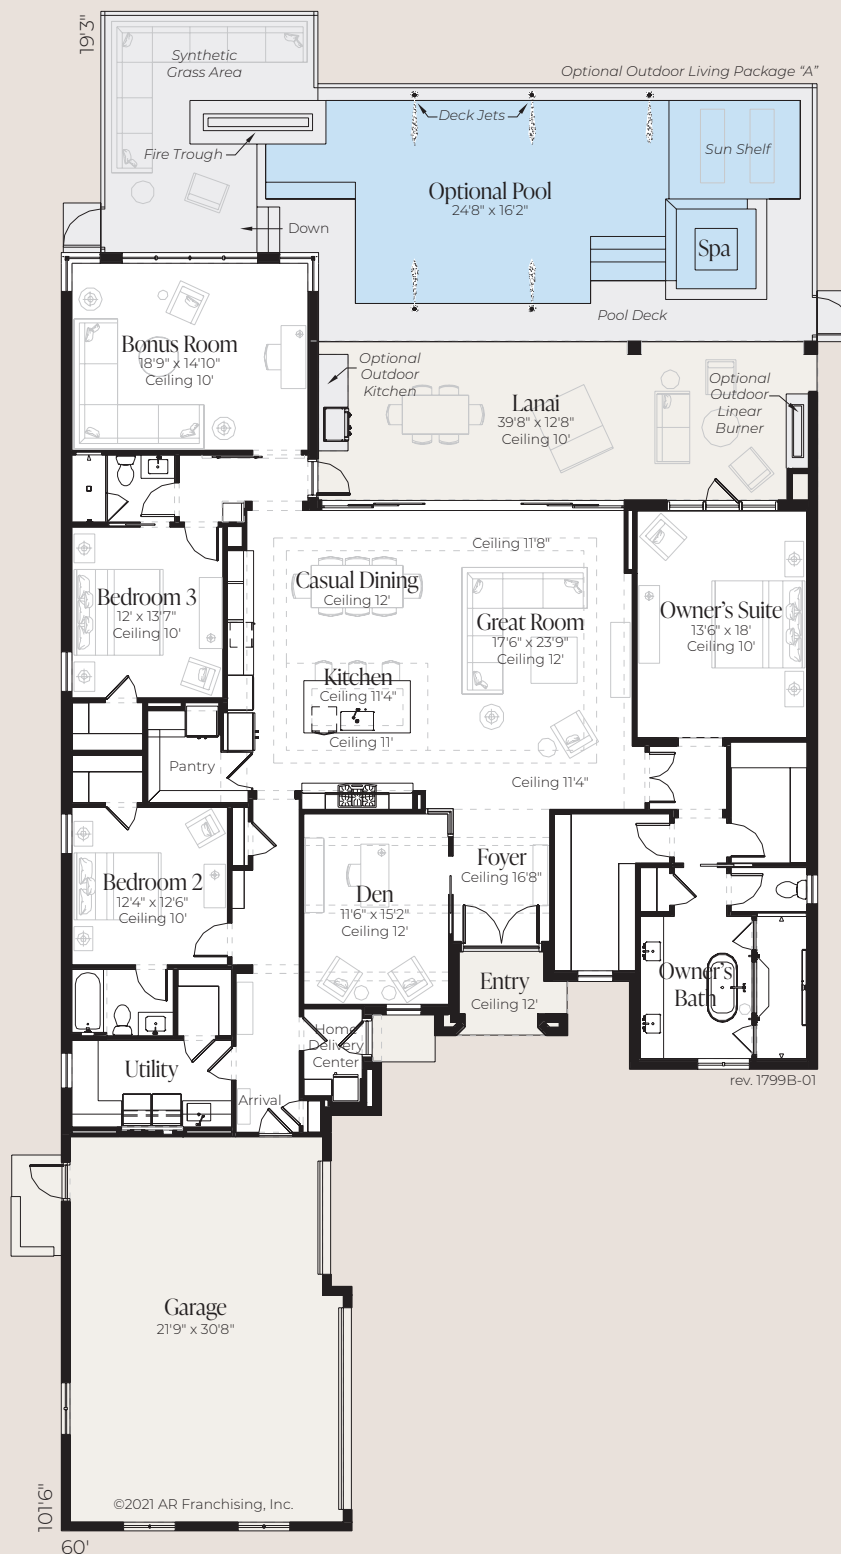 19'3"
Synthetic
Grass Area
Optional Outdoor Living Package “A”
Deck Jets
Fire Trough
Sun Shelf
Optional Pool
24'8" x 16'2"
Down
Spa
Pool Deck
Bonus Room
18'9" x 14'10"
Ceiling 10'
Optional
Outdoor
Kitchen
Lanai
39'8" x 12'8"
Ceiling 10'
Optional
Outdoor
Linear
Burner
Ceiling 11'8"
Casual Dining
Ceiling 12'
Bedroom 3
12' x 13'7"
Ceiling 10'
Great Room
17'6" x 23'9"
Ceiling 12'
Owner's Suite
13'6" x 18'
Ceiling 10'
Kitchen
Ceiling 11'4"
Ceiling 11'
Pantry
Ceiling 11'4"
Foyer
Ceiling 16'8"
Bedroom 2
12'4" x 12'6"
Ceiling 10'
Den
11'6" x 15'2"
Ceiling 12'
Entry
Ceiling 12'
Owner's
Bath
Home
Delivery
Center
Utility
Arrival
rev. 1799B-01
Garage
21'9" x 30'8"
©2021 AR Franchising, Inc.
101'6"
60'